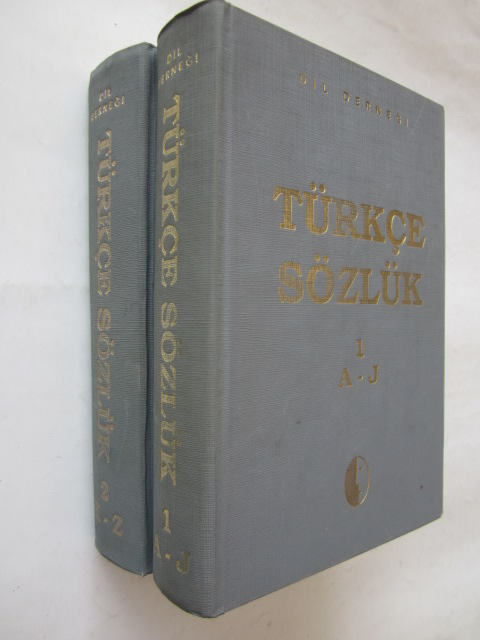 DİL DERNEĞİ
TÜRKÇE
SÖZLÜK
1
A - J
DİL
DERNEĞİ
TÜRKÇE SÖZLÜK
1
A - J
DİL
DERNEĞİ
TÜRKÇE SÖZLÜK
2
K - Z